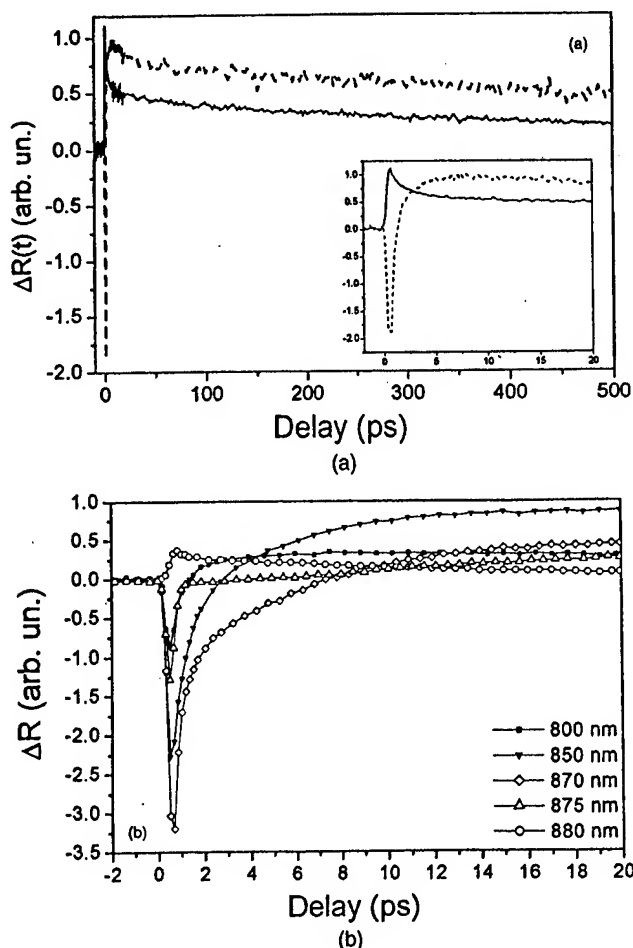 (a)
ΔR(t) (arb. un.)
1.0
0.5
0.0
-0.5
-1.0
-1.5
-2.0
1.0
0.5
0.0
-0.5
-1.0
-1.5
-2.0
0 5 10 15 20
0 100 200 300 400 500
Delay (ps)
(a)
ΔR (arb. un.)
1.0
0.5
0.0
-0.5
-1.0
-1.5
-2.0
-2.5
-3.0
-3.5
800 nm
850 nm
870 nm
875 nm
880 nm
(b)
-2 0 2 4 6 8 10 12 14 16 18 20
Delay (ps)
(b)